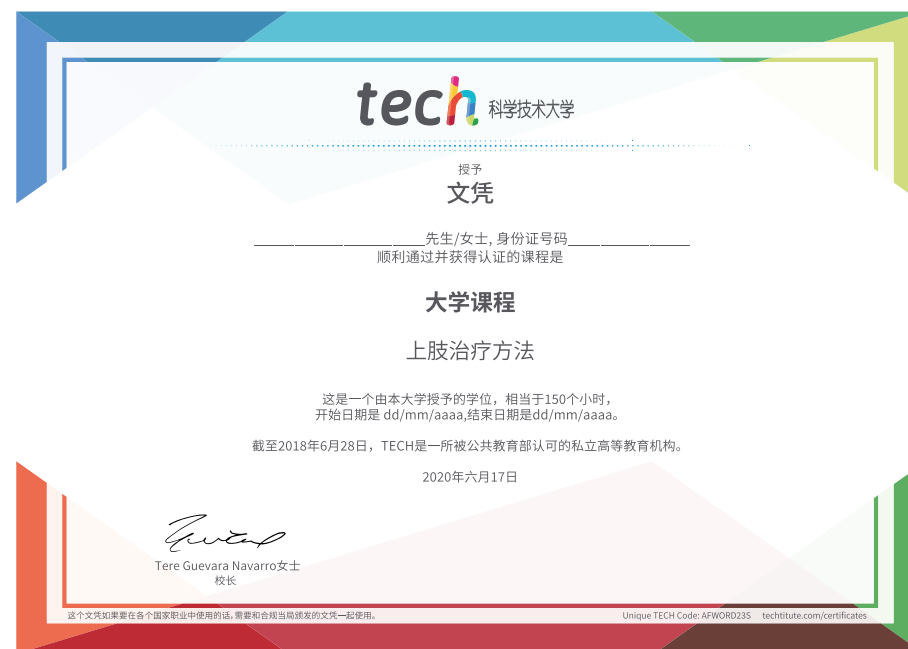 tech 科学技术大学
授予
文凭
先生/女士, 身份证号码
顺利通过并获得认证的课程是
大学课程
上肢治疗方法
这是一个由本大学授予的学位，相当于150个小时，
开始日期是 dd/mm/aaaa,结束日期是dd/mm/aaaa。
截至2018年6月28日，TECH是一所被公共教育部认可的私立高等教育机构。
2020年六月17日
Tere Guevara Navarro女士
校长
这个文凭如果要在各个国家职业中使用的话,需要和合规当局颁发的文凭一起使用。
Unique TECH Code: AFWORD23S techtitute.com/certificates